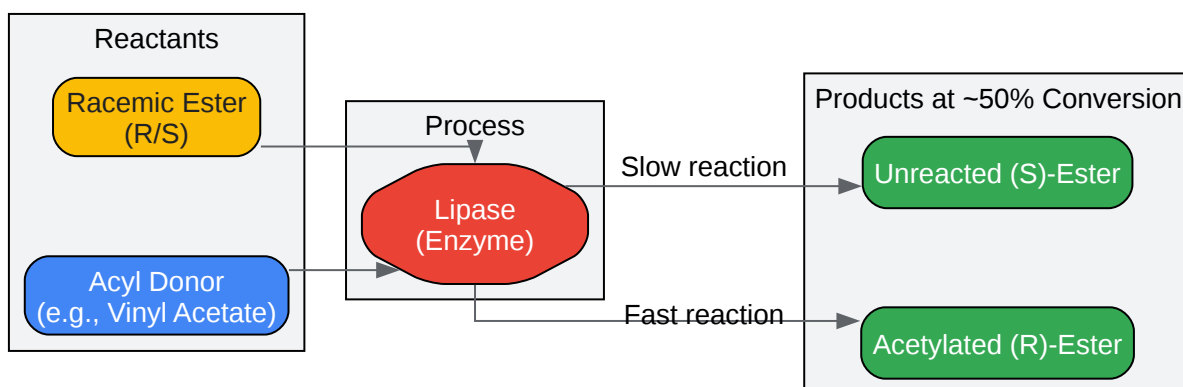 Reactants
Racemic Ester
(R/S)
Acyl Donor
(e.g., Vinyl Acetate)
Process
Lipase
(Enzyme)
Slow reaction
Fast reaction
Products at ~50% Conversion
Unreacted (S)-Ester
Acetylated (R)-Ester